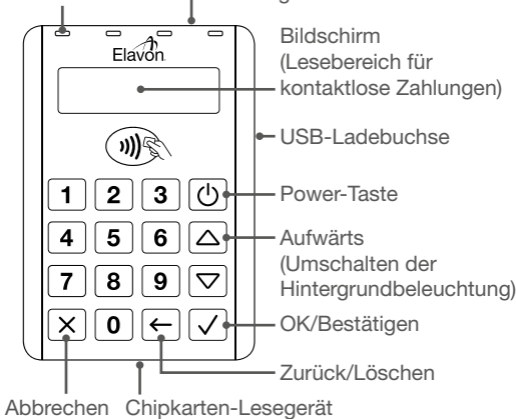 Elavon
Bildschirm
(Lesebereich für
kontaktlose Zahlungen)
USB-Ladebuchse
1 2 3
Power-Taste
4 5 6
Aufwärts
(Umschalten der
Hintergrundbeleuchtung)
7 8 9
0
OK/Bestätigen
Zurück/Löschen
Abbrechen Chipkarten-Lesegerät